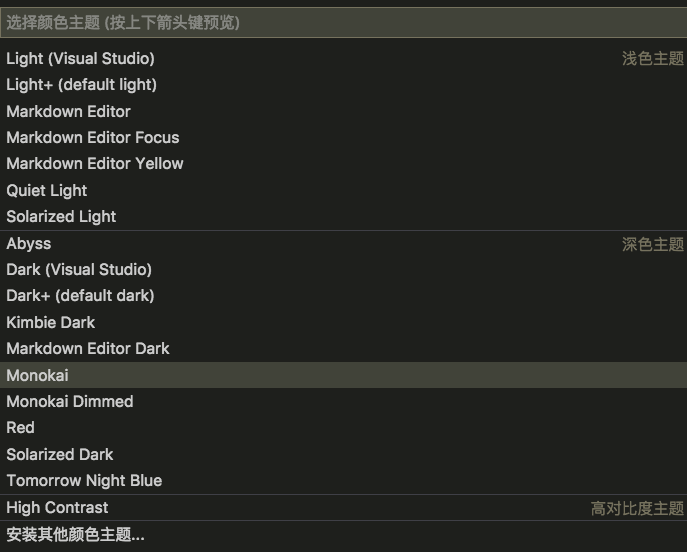 选择颜色主题 (按上下箭头键预览)
Light (Visual Studio) 浅色主题
Light+ (default light)
Markdown Editor
Markdown Editor Focus
Markdown Editor Yellow
Quiet Light
Solarized Light
Abyss 深色主题
Dark (Visual Studio)
Dark+ (default dark)
Kimbie Dark
Markdown Editor Dark
Monokai
Monokai Dimmed
Red
Solarized Dark
Tomorrow Night Blue
High Contrast 高对比度主题
安装其他颜色主题...